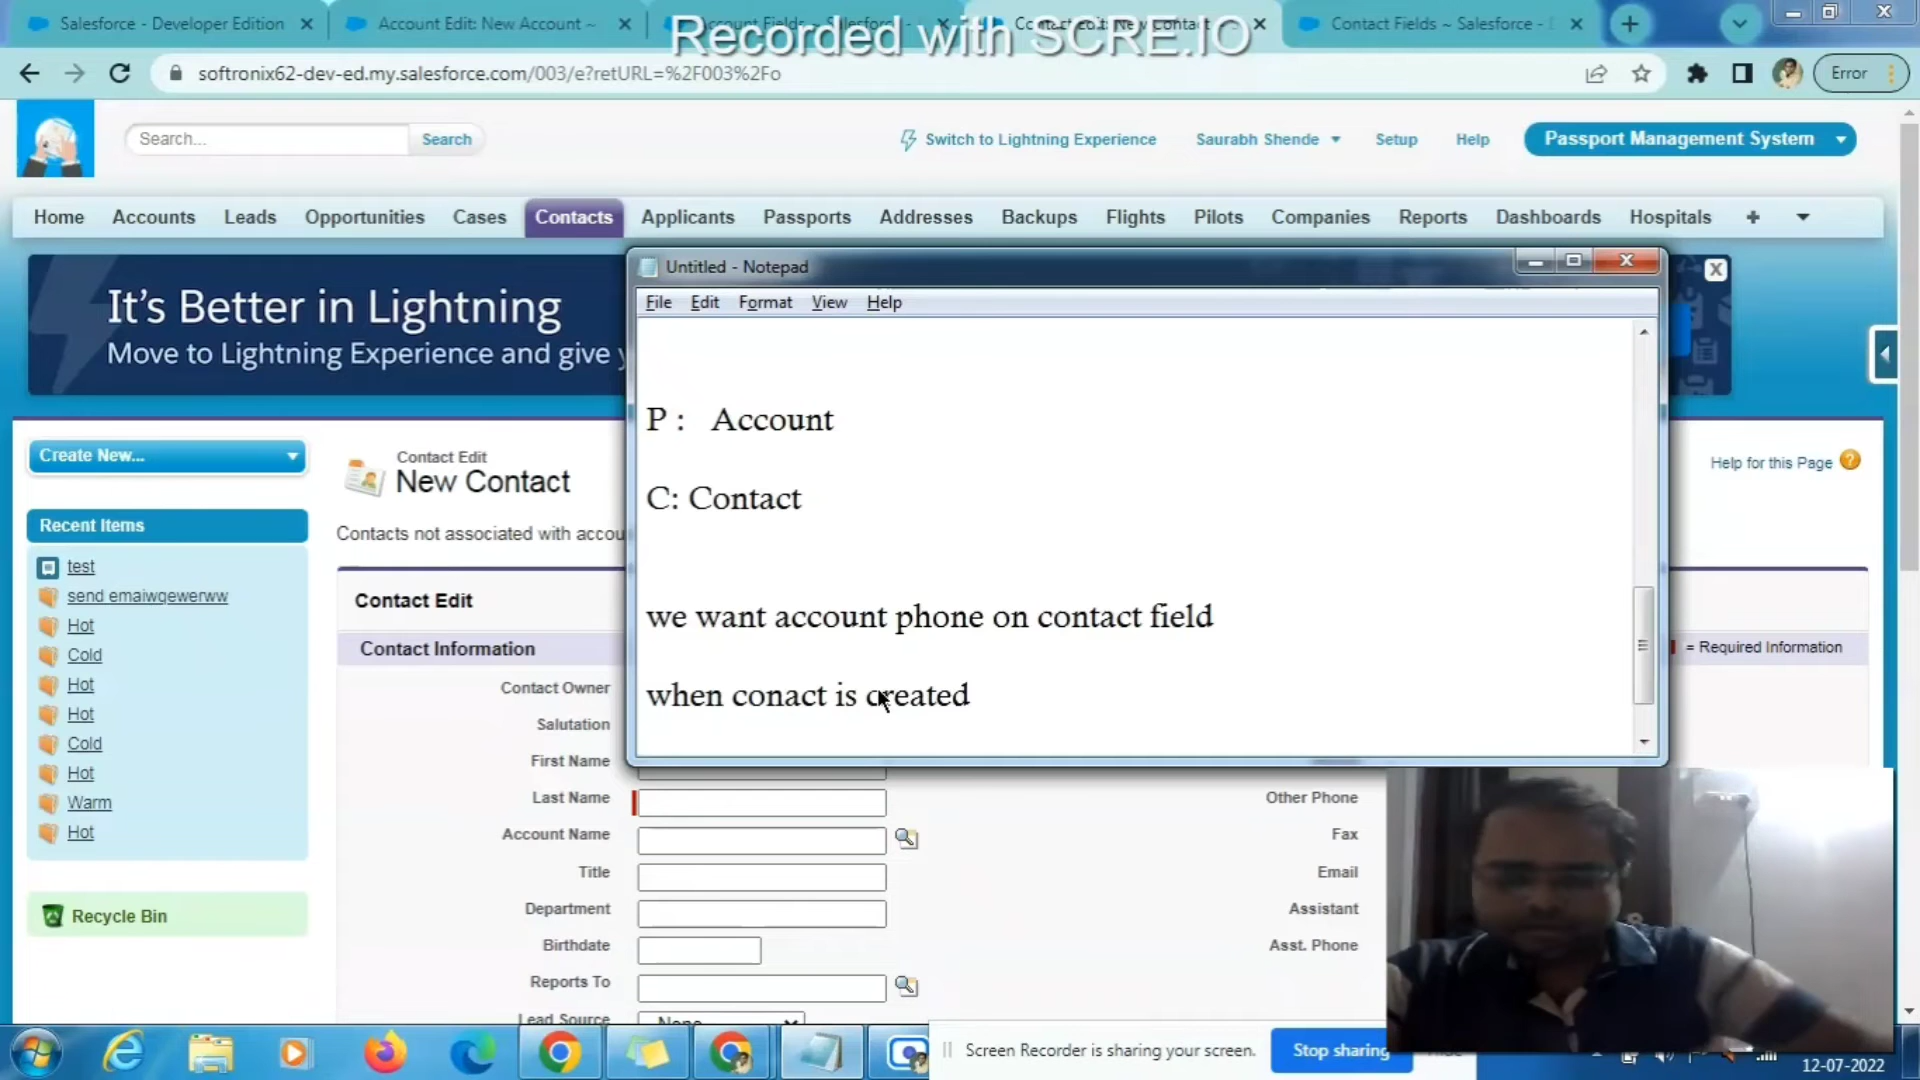 Salesforce - Developer Edition
Account Edit: New Account ~
Contact Fields ~ Salesforce -
Recorded with SCRE.IO
softronix62-dev-ed.my.salesforce.com/003/e?retURL=%2F003%2Fo
Error
Search...
Search
Switch to Lightning Experience
Saurabh Shende
Setup
Help
Passport Management System
Home
Accounts
Leads
Opportunities
Cases
Contacts
Applicants
Passports
Addresses
Backups
Flights
Pilots
Companies
Reports
Dashboards
Hospitals
It's Better in Lightning
Move to Lightning Experience and give
Untitled - Notepad
File Edit Format View Help
P :   Account
C: Contact
we want account phone on contact field
when conact is created
Create New...
Recent Items
test
send emaiwqewerww
Hot
Cold
Hot
Hot
Cold
Hot
Warm
Hot
Recycle Bin
Contact Edit
New Contact
Help for this Page
Contacts not associated with accou
Contact Edit
Contact Information
= Required Information
Contact Owner
Salutation
First Name
Last Name
Account Name
Title
Department
Birthdate
Reports To
Lead Source
Other Phone
Fax
Email
Assistant
Asst. Phone
Screen Recorder is sharing your screen.
Stop sharing
12-07-2022